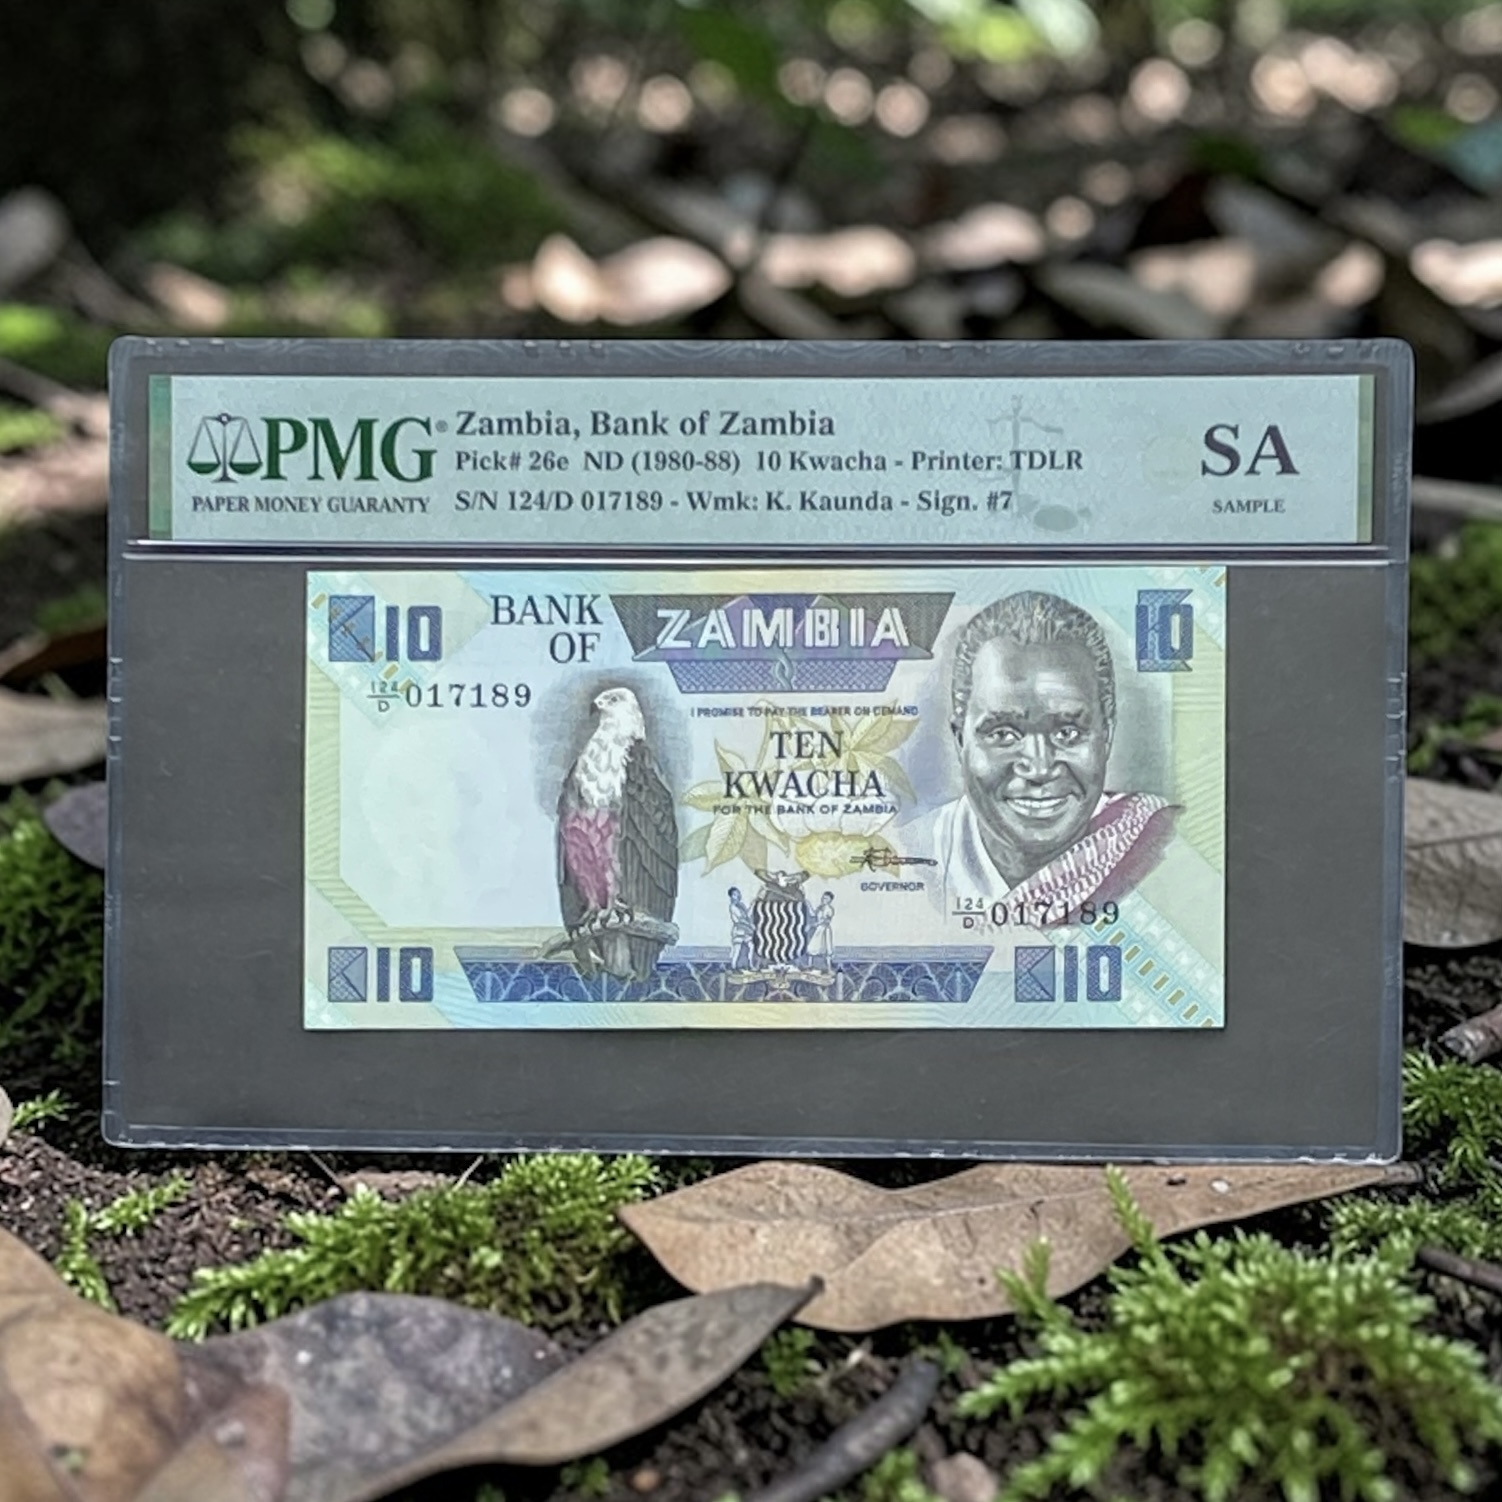 PMG®
PAPER MONEY GUARANTY
Zambia, Bank of Zambia
Pick# 26e ND (1980-88) 10 Kwacha - Printer: TDLR
S/N 124/D 017189 - Wmk: K. Kaunda - Sign. #7
SA
SAMPLE
10
BANK OF
ZAMBIA
10
124/D 017189
I PROMISE TO PAY THE BEARER ON DEMAND
TEN
KWACHA
FOR THE BANK OF ZAMBIA
GOVERNOR
124/D 017189
10
10